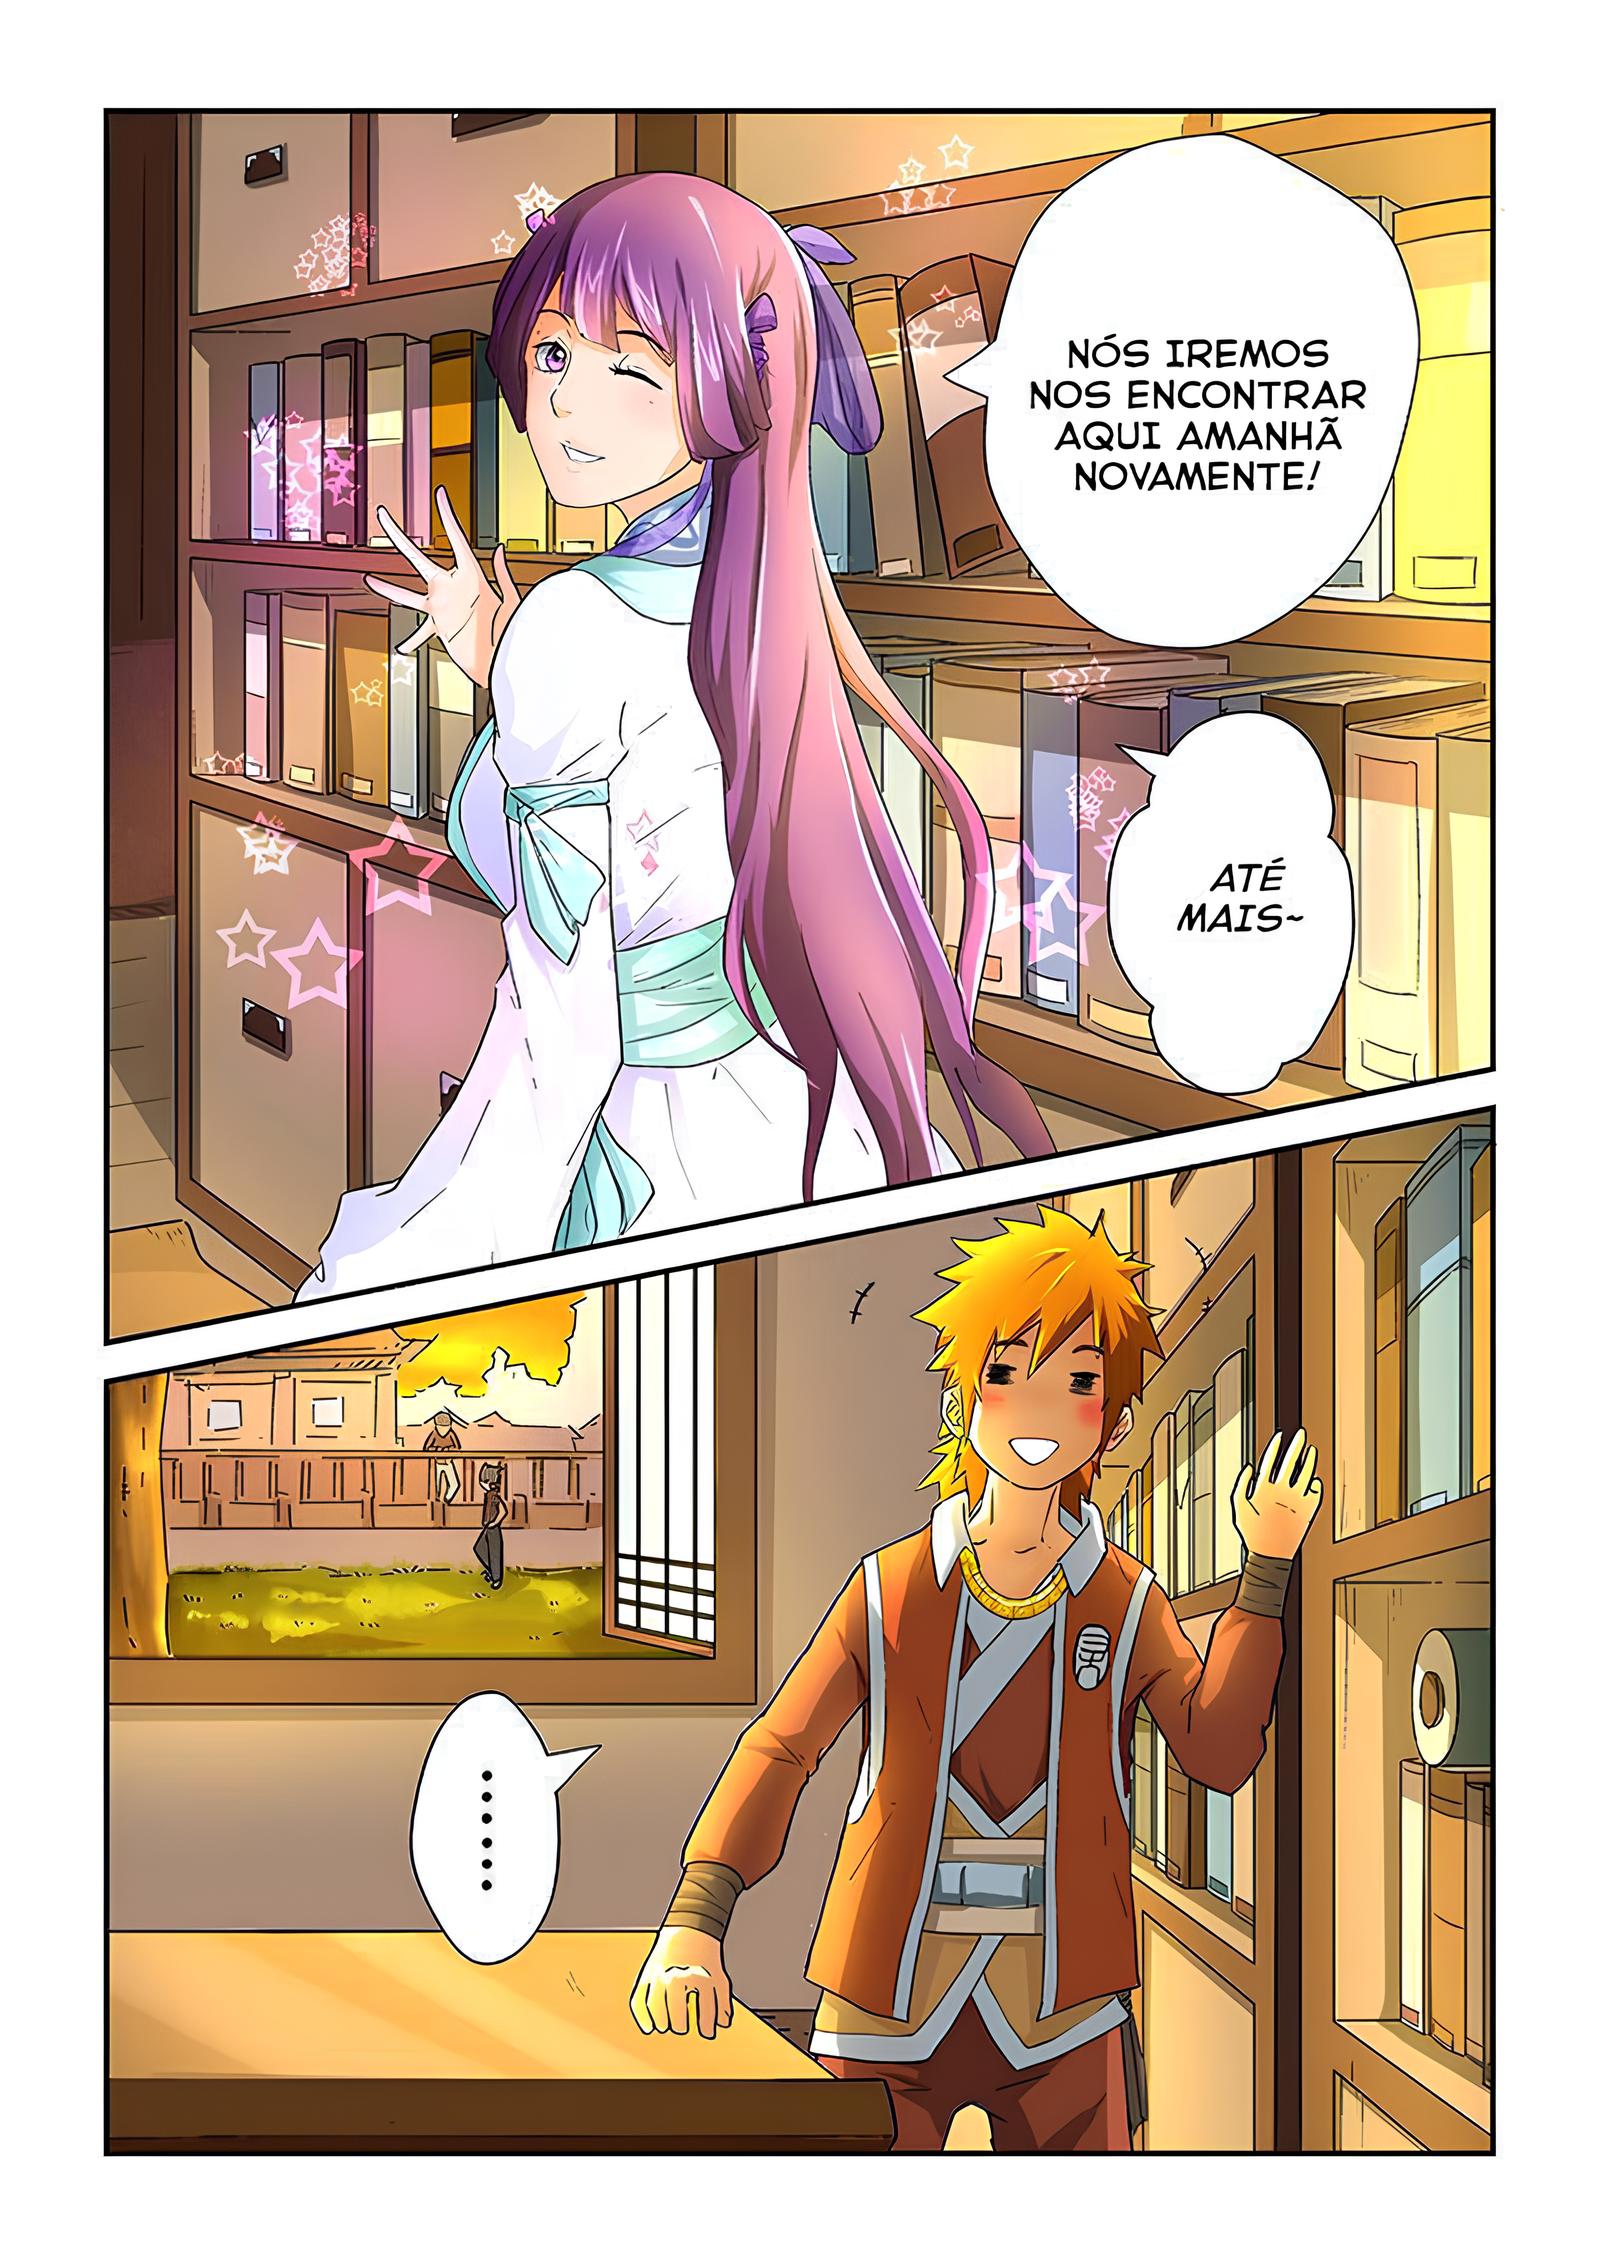 NÓS IREMOS
NOS ENCONTRAR
AQUI AMANHÃ
NOVAMENTE!
ATÉ
MAIS~
......